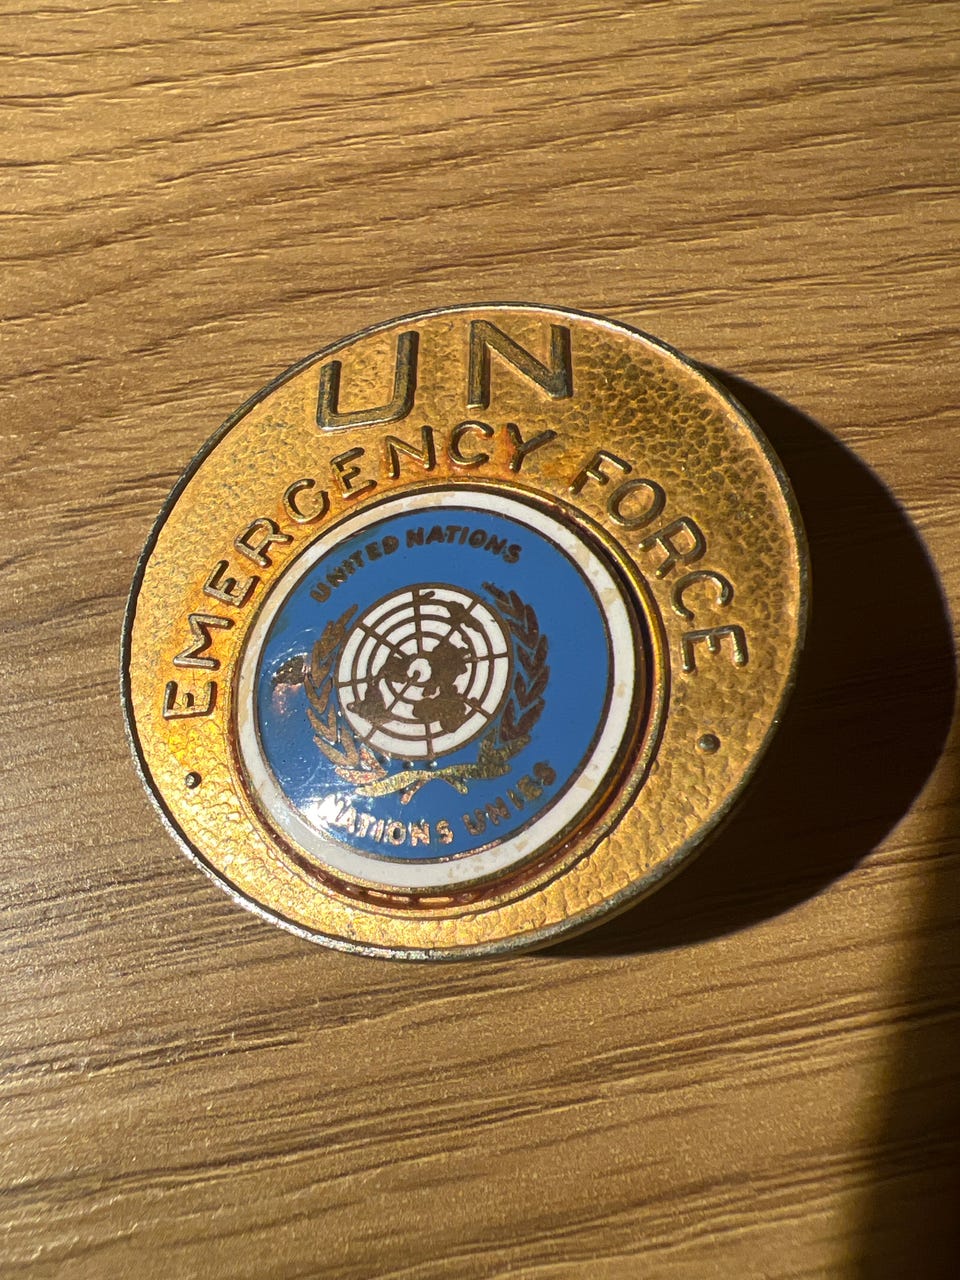 UN
EMERGENCY FORCE
UNITED NATIONS
NATIONS UNIES